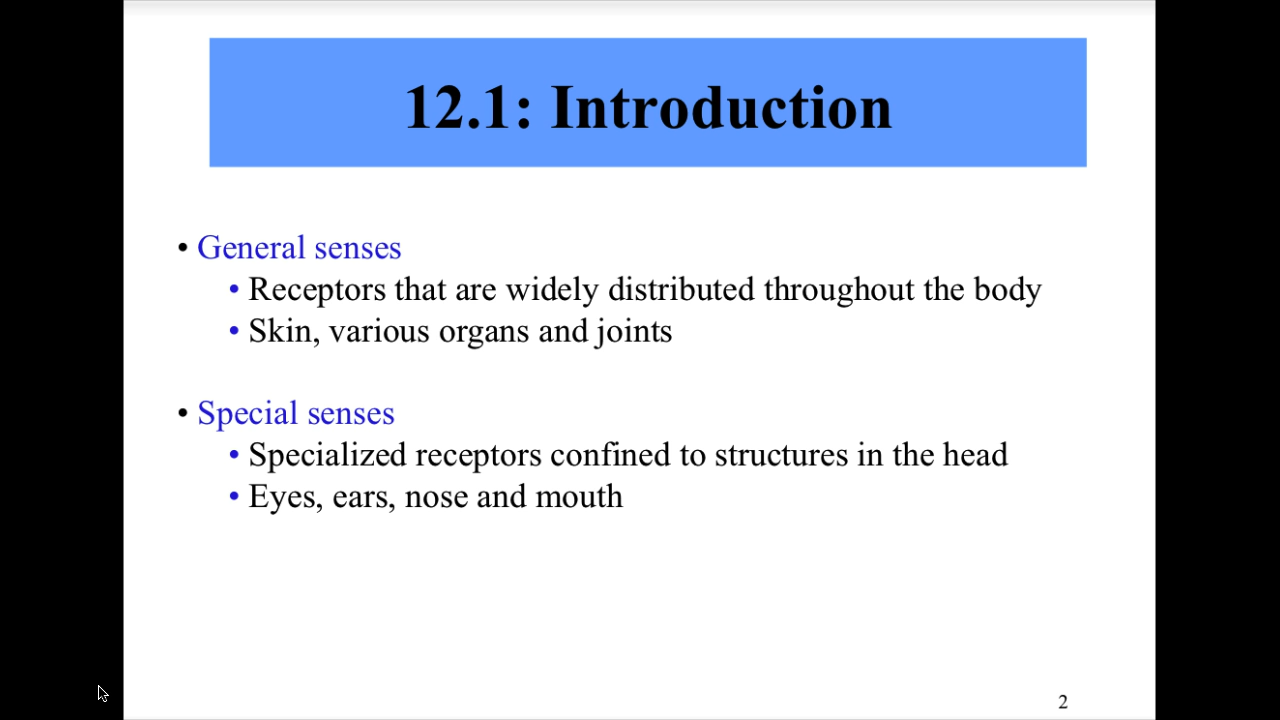 12.1: Introduction
• General senses
• Receptors that are widely distributed throughout the body
• Skin, various organs and joints
• Special senses
• Specialized receptors confined to structures in the head
• Eyes, ears, nose and mouth
2